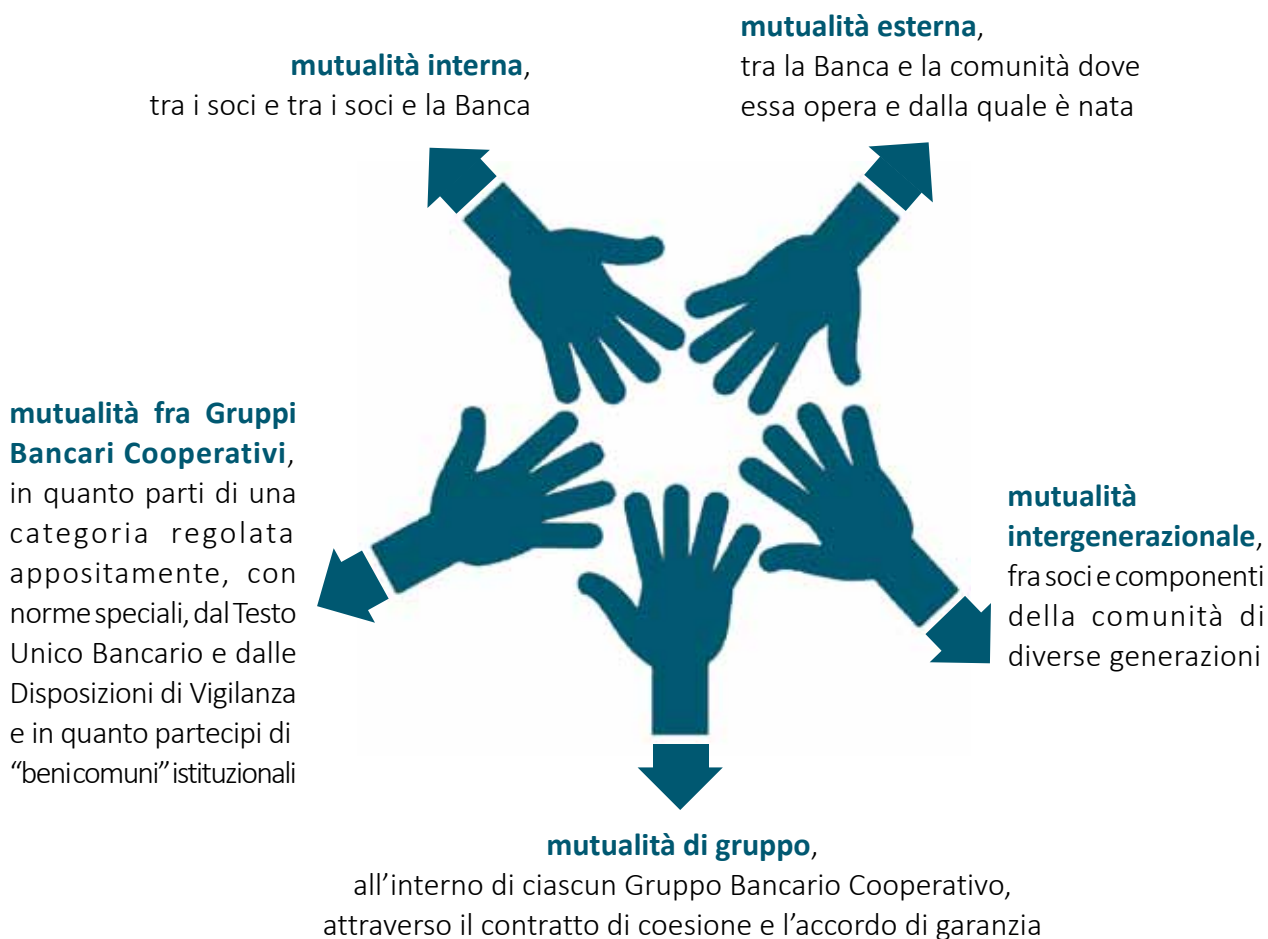 mutualità interna,
tra i soci e tra i soci e la Banca
mutualità esterna,
tra la Banca e la comunità dove
essa opera e dalla quale è nata
mutualità fra Gruppi
Bancari Cooperativi,
in quanto parti di una
categoria regolata
appositamente, con
norme speciali, dal Testo
Unico Bancario e dalle
Disposizioni di Vigilanza
e in quanto partecipi di
“beni comuni” istituzionali
mutualità
intergenerazionale,
fra soci e componenti
della comunità di
diverse generazioni
mutualità di gruppo,
all’interno di ciascun Gruppo Bancario Cooperativo,
attraverso il contratto di coesione e l’accordo di garanzia